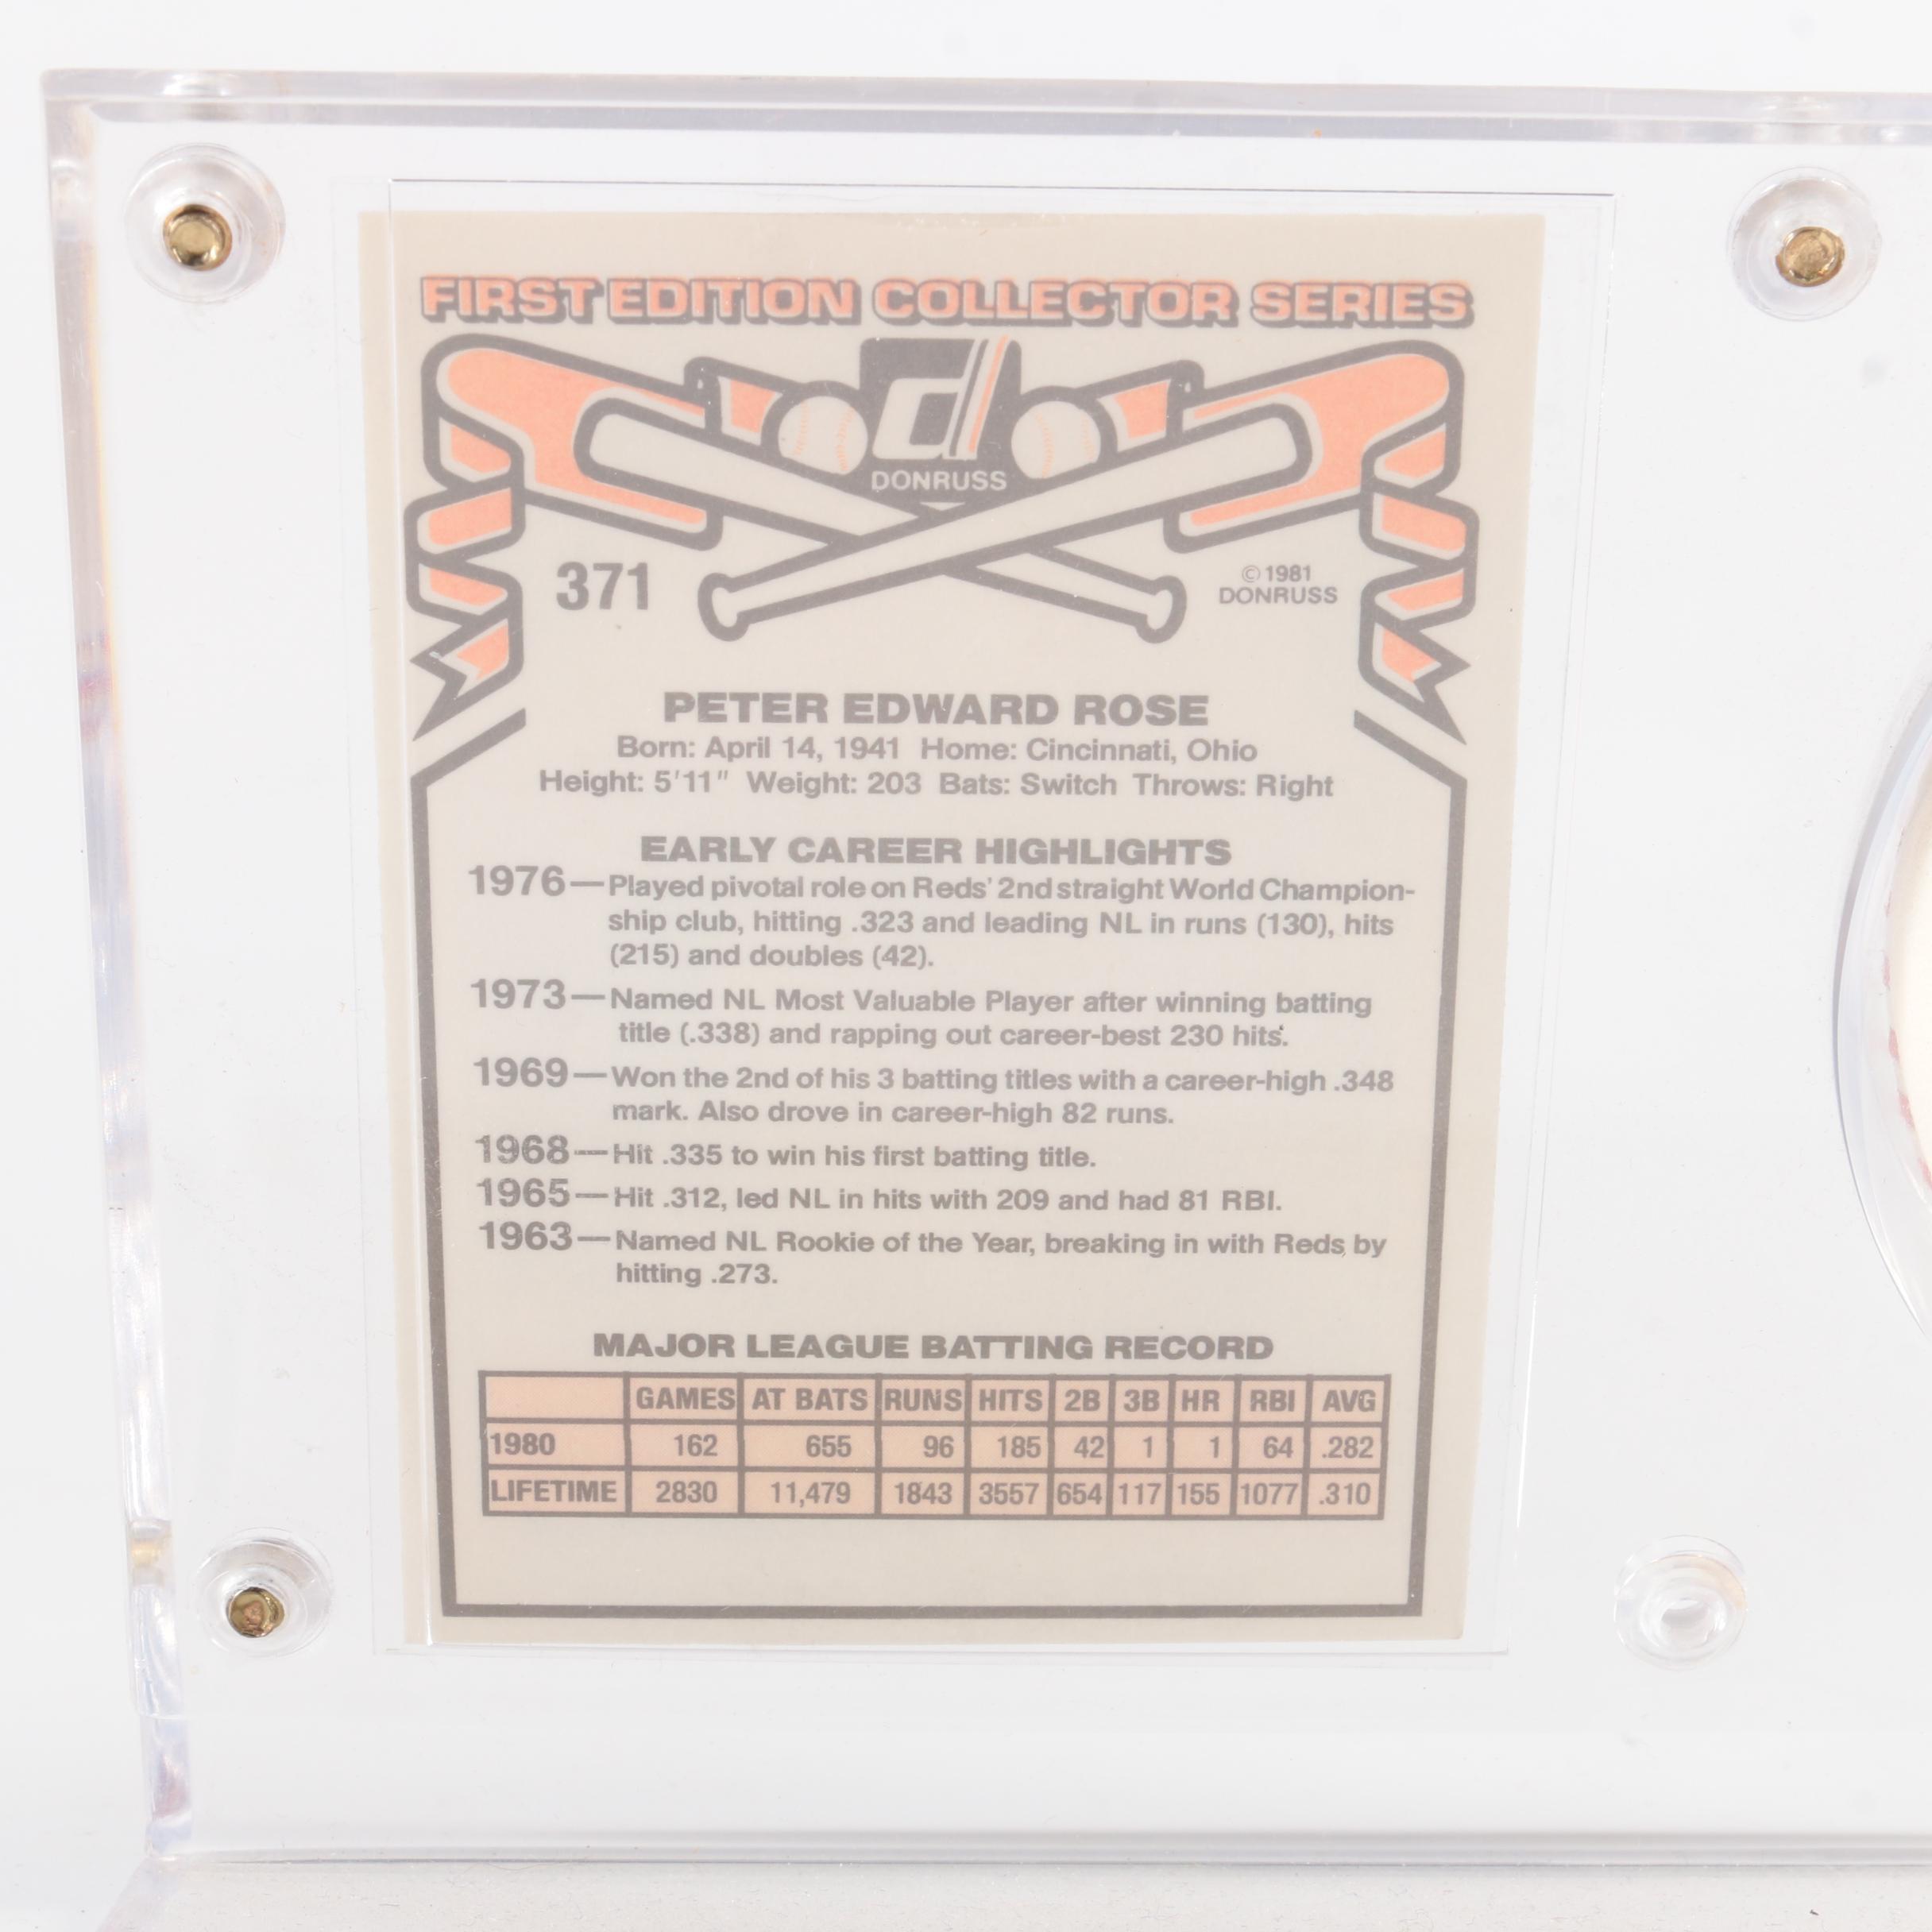 FIRST EDITION COLLECTOR SERIES
d
DONRUSS
371
© 1981
DONRUSS
PETER EDWARD ROSE
Born: April 14, 1941 Home: Cincinnati, Ohio
Height: 5'11" Weight: 203 Bats: Switch Throws: Right
EARLY CAREER HIGHLIGHTS
1976—Played pivotal role on Reds' 2nd straight World Champion-
ship club, hitting .323 and leading NL in runs (130), hits
(215) and doubles (42).
1973—Named NL Most Valuable Player after winning batting
title (.338) and rapping out career-best 230 hits.
1969—Won the 2nd of his 3 batting titles with a career-high .348
mark. Also drove in career-high 82 runs.
1968—Hit .335 to win his first batting title.
1965—Hit .312, led NL in hits with 209 and had 81 RBI.
1963—Named NL Rookie of the Year, breaking in with Reds by
hitting .273.
MAJOR LEAGUE BATTING RECORD
GAMES AT BATS RUNS HITS 2B 3B HR RBI AVG
1980 162 655 96 185 42 1 1 64 .282
LIFETIME 2830 11,479 1843 3557 654 117 155 1077 .310